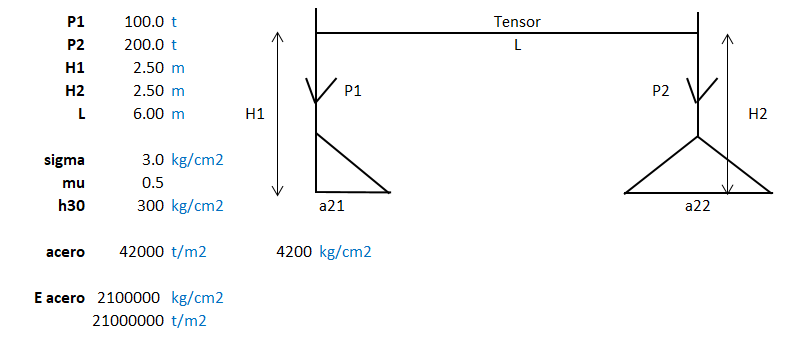 P1 100.0 t
P2 200.0 t
H1 2.50 m
H2 2.50 m
L 6.00 m
sigma 3.0 kg/cm2
mu 0.5
h30 300 kg/cm2
acero 42000 t/m2 4200 kg/cm2
E acero 2100000 kg/cm2
21000000 t/m2
Tensor
L
P1
P2
H1
H2
a21
a22